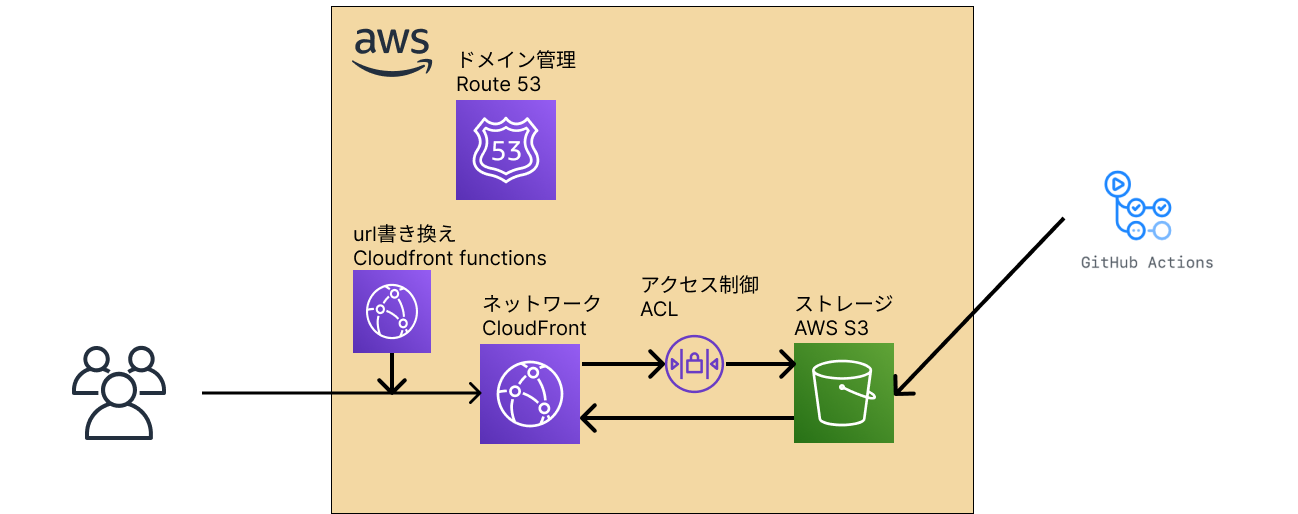 aws
ドメイン管理
Route 53
53
url書き換え
Cloudfront functions
ネットワーク
CloudFront
アクセス制御
ACL
ストレージ
AWS S3
GitHub Actions